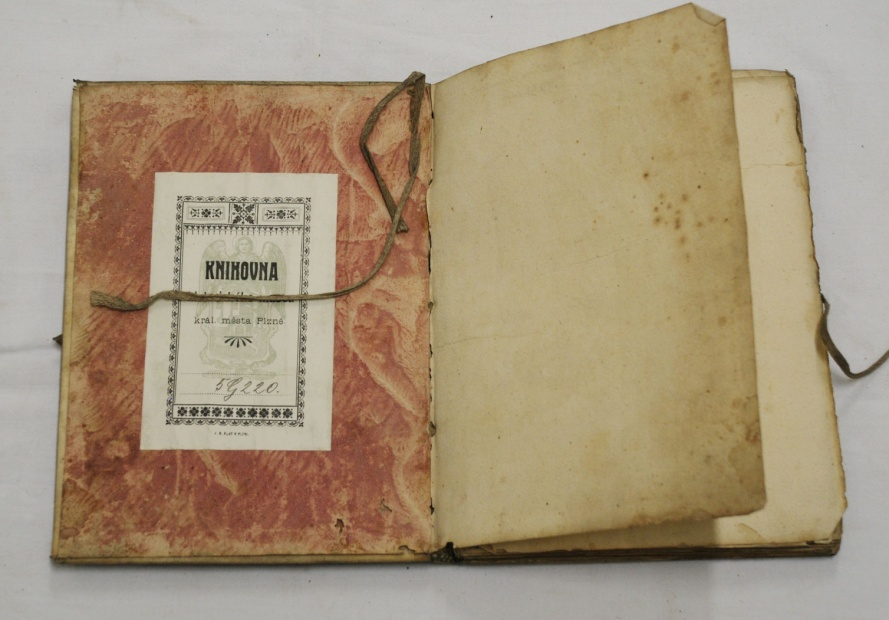 KNIHOVNA
král. města Plzně
5G220.